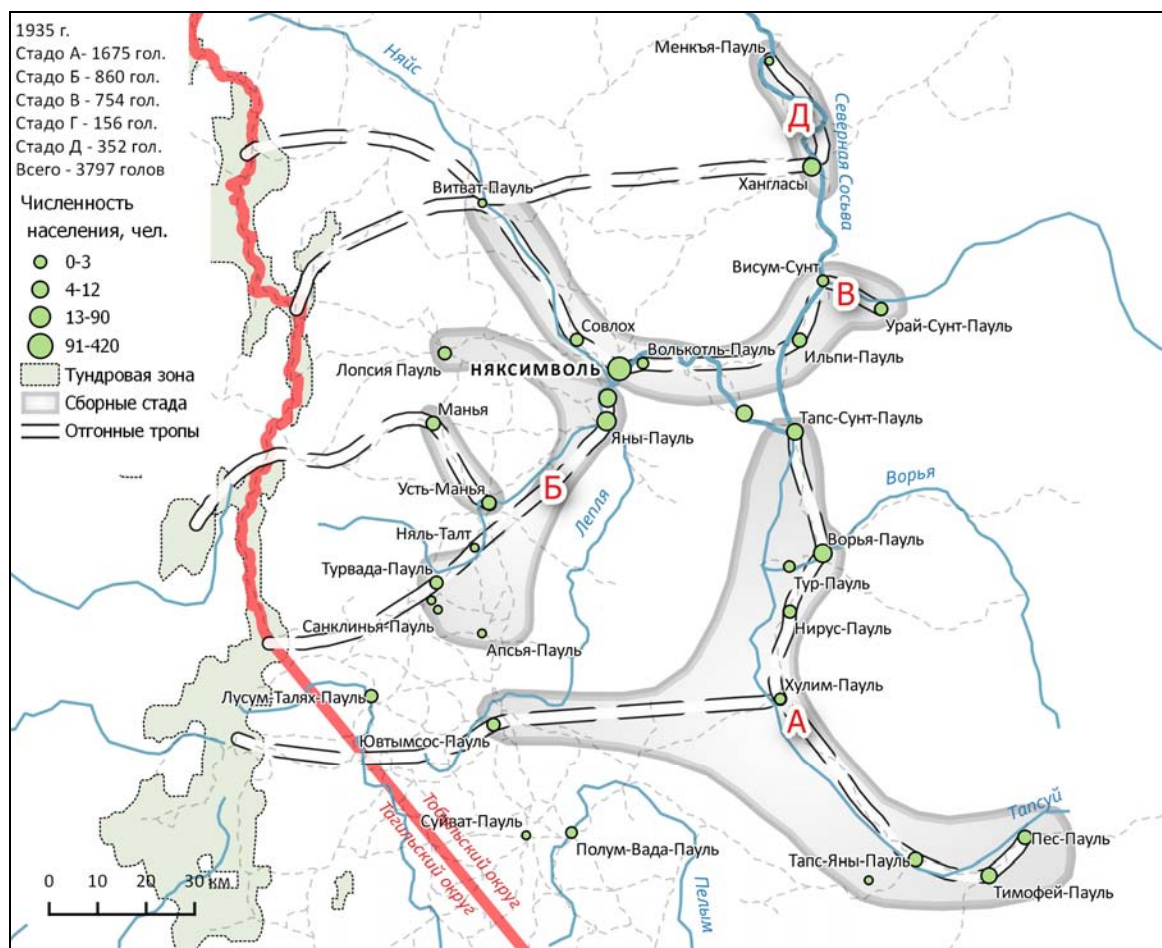 1935 г.
Стадо А- 1675 гол.
Стадо Б - 860 гол.
Стадо В - 754 гол.
Стадо Г - 156 гол.
Стадо Д - 352 гол.
Всего - 3797 голов
Численность
населения, чел.
0-3
4-12
13-90
91-420
Тундровая зона
Сборные стада
Отгонные тропы
Няйс
Менкъя-Пауль
Д
Северная Сосьва
Хангласы
Витват-Пауль
Висум-Сунт
В
Урай-Сунт-Пауль
Совлох
Волькотль-Пауль
Ильпи-Пауль
Лопсия Пауль
НЯКСИМВОЛЬ
Манья
Яны-Пауль
Тапс-Сунт-Пауль
Усть-Манья
Б
Лепля
Ворья
Няль-Талт
Ворья-Пауль
Турвада-Пауль
Тур-Пауль
Санклинья-Пауль
Нирус-Пауль
Апсья-Пауль
Лусум-Талях-Пауль
Хулим-Пауль
А
Ювтымсос-Пауль
Суйват-Пауль
Тобольский округ
Тагильский округ
Полум-Вада-Пауль
Тапсуй
Пес-Пауль
Тапс-Яны-Пауль
Тимофей-Пауль
Пелым
0 10 20 30 км